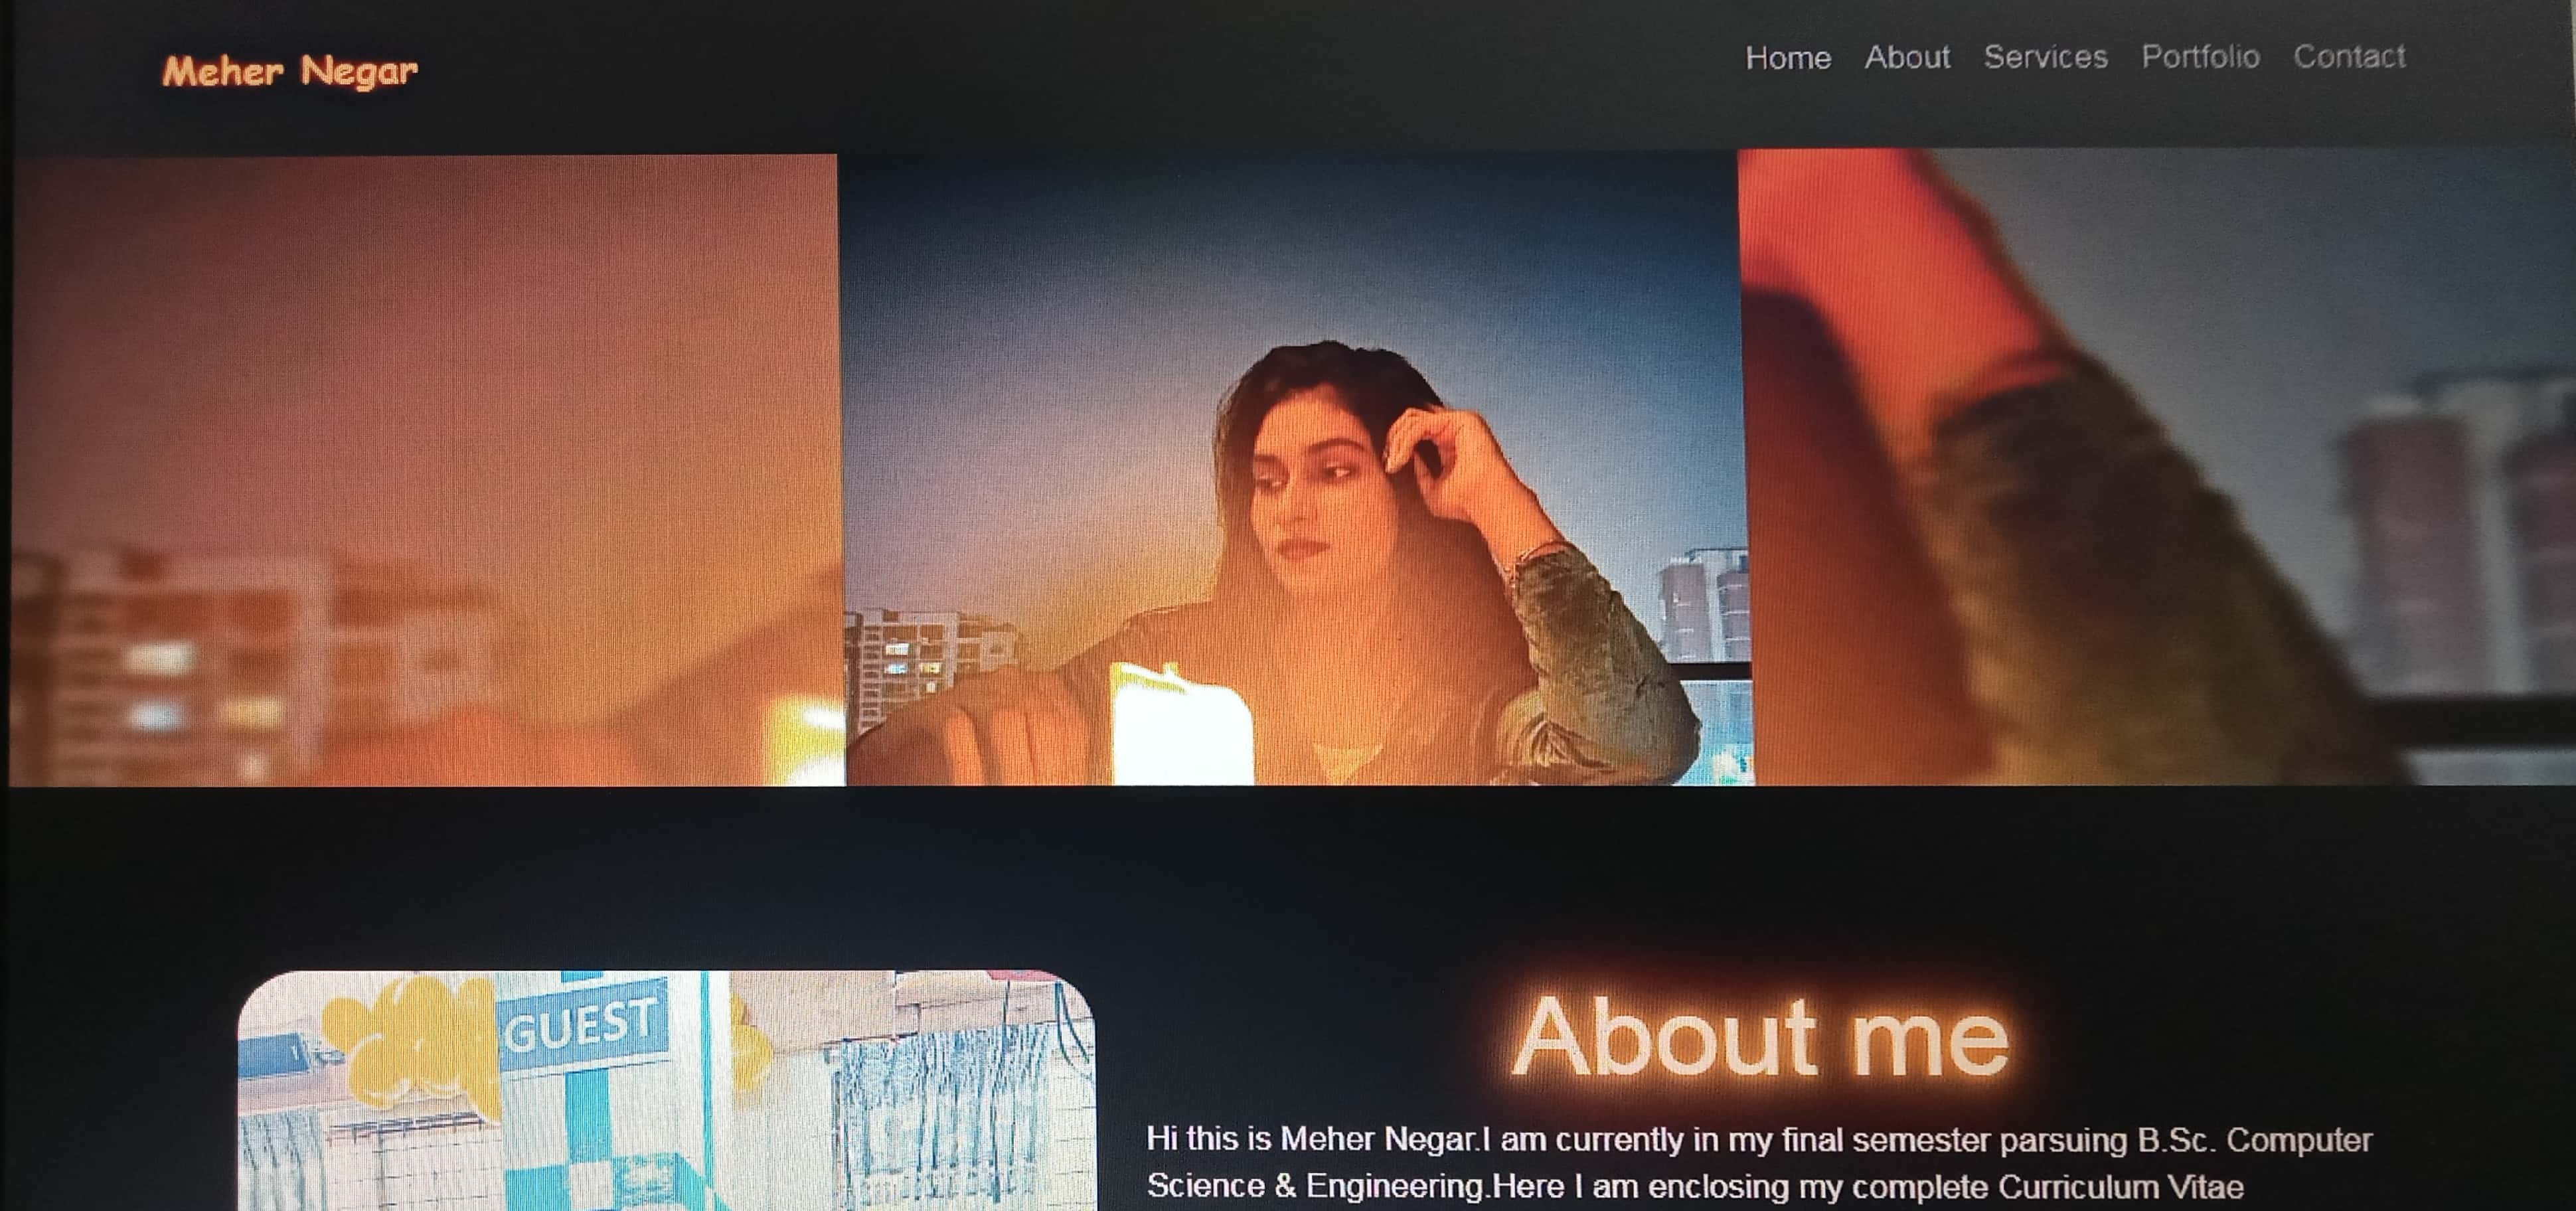 Meher Negar
Home About Services Portfolio Contact
GUEST
About me
Hi this is Meher Negar.I am currently in my final semester parsuing B.Sc. Computer
Science & Engineering.Here I am enclosing my complete Curriculum Vitae